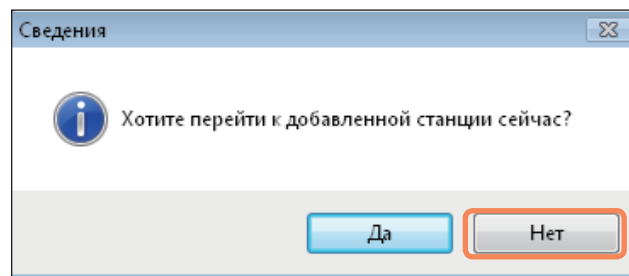 Сведения
Хотите перейти к добавленной станции сейчас?
Да
Нет